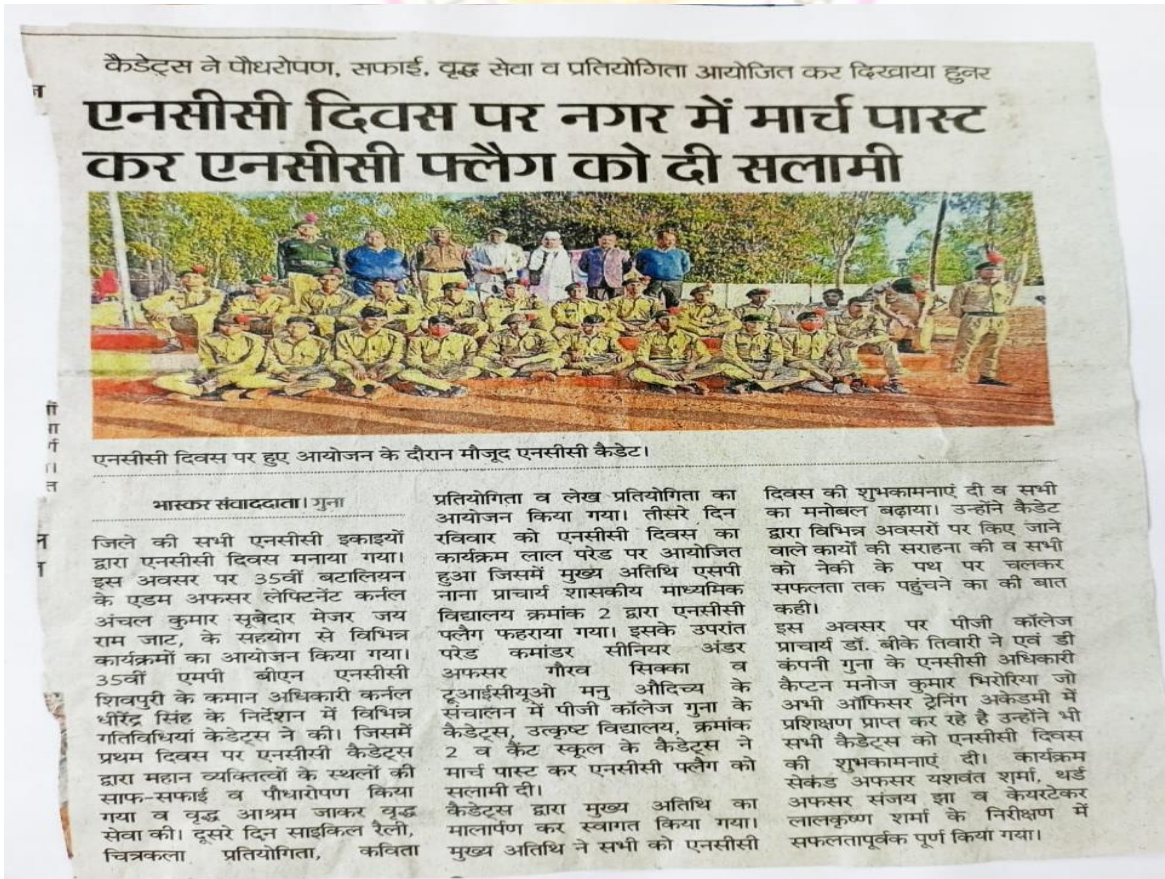 कैडेट्स ने पौधरोपण, सफाई, वृद्ध सेवा व प्रतियोगिता आयोजित कर दिखाया हुनर
एनसीसी दिवस पर नगर में मार्च पास्ट
कर एनसीसी फ्लैग को दी सलामी
एनसीसी दिवस पर हुए आयोजन के दौरान मौजूद एनसीसी कैडेट।
भास्कर संवाददाता। गुना
जिले की सभी एनसीसी इकाइयों
द्वारा एनसीसी दिवस मनाया गया।
इस अवसर पर 35वीं बटालियन
के एडम अफसर लेफ्टिनेंट कर्नल
अंचल कुमार सूबेदार मेजर जय
राम जाट, के सहयोग से विभिन्न
कार्यक्रमों का आयोजन किया गया।
35वीं एमपी बीएन एनसीसी
शिवपुरी के कमान अधिकारी कर्नल
धीरेंद्र सिंह के निर्देशन में विभिन्न
गतिविधियां केडेट्स ने की। जिसमें
प्रथम दिवस पर एनसीसी कैडेट्स
द्वारा महान व्यक्तित्वों के स्थलों की
साफ-सफाई व पौधारोपण किया
गया व वृद्ध आश्रम जाकर वृद्ध
सेवा की। दूसरे दिन साइकिल रैली,
चित्रकला प्रतियोगिता, कविता
प्रतियोगिता व लेख प्रतियोगिता का
आयोजन किया गया। तीसरे दिन
रविवार को एनसीसी दिवस का
कार्यक्रम लाल परेड पर आयोजित
हुआ जिसमें मुख्य अतिथि एसपी
नाना प्राचार्य शासकीय माध्यमिक
विद्यालय क्रमांक 2 द्वारा एनसीसी
फ्लैग फहराया गया। इसके उपरांत
परेड कमांडर सीनियर अंडर
अफसर गौरव सिक्का व
टूआईसीयूओ मनु औदिच्य के
संचालन में पीजी कॉलेज गुना के
कैडेट्स, उत्कृष्ट विद्यालय, क्रमांक
2 व कैंट स्कूल के कैडेट्स ने
मार्च पास्ट कर एनसीसी फ्लैग को
सलामी दी।
कैडेट्स द्वारा मुख्य अतिथि का
मालार्पण कर स्वागत किया गया।
मुख्य अतिथि ने सभी को एनसीसी
दिवस की शुभकामनाएं दी व सभी
का मनोबल बढ़ाया। उन्होंने कैडेट
द्वारा विभिन्न अवसरों पर किए जाने
वाले कार्यों की सराहना की व सभी
को नेकी के पथ पर चलकर
सफलता तक पहुंचने का की बात
कही।
इस अवसर पर पीजी कॉलेज
प्राचार्य डॉ. बीके तिवारी ने एवं डी
कंपनी गुना के एनसीसी अधिकारी
कैप्टन मनोज कुमार भिरोरिया जो
अभी ऑफिसर ट्रेनिंग अकेडमी में
प्रशिक्षण प्राप्त कर रहे है उन्होंने भी
सभी कैडेट्स को एनसीसी दिवस
की शुभकामनाएं दी। कार्यक्रम
सेकंड अफसर यशवंत शर्मा, थर्ड
अफसर संजय झा व केयरटेकर
लालकृष्ण शर्मा के निरीक्षण में
सफलतापूर्वक पूर्ण किया गया।